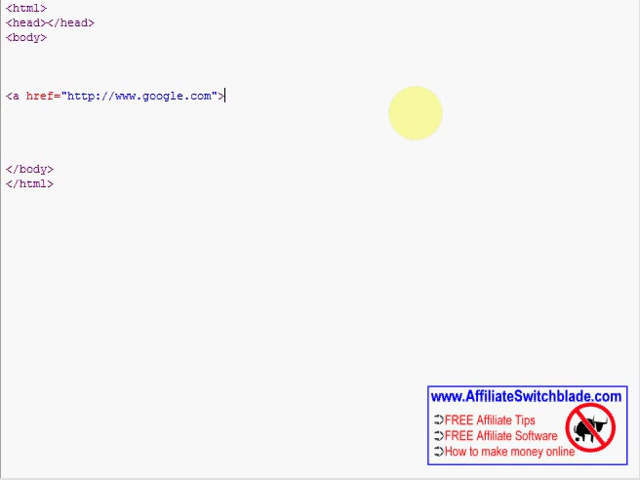 <html>
<head></head>
<body>
<a href="http://www.google.com">
</body>
</html>
www.AffiliateSwitchblade.com
FREE Affiliate Tips
FREE Affiliate Software
How to make money online